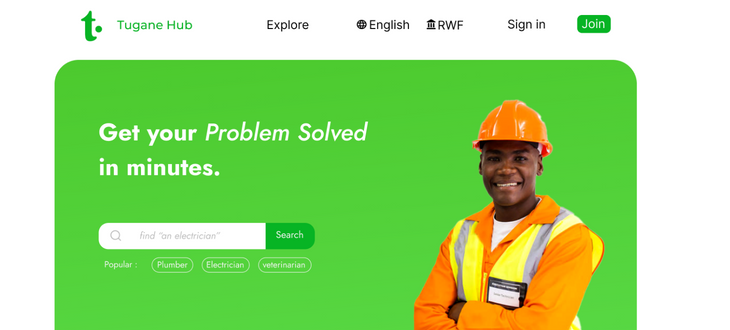 t. Tugane Hub Explore English RWF Sign in Join
Get your Problem Solved
in minutes.
find "an electrician" Search
Popular : Plumber Electrician veterinarian